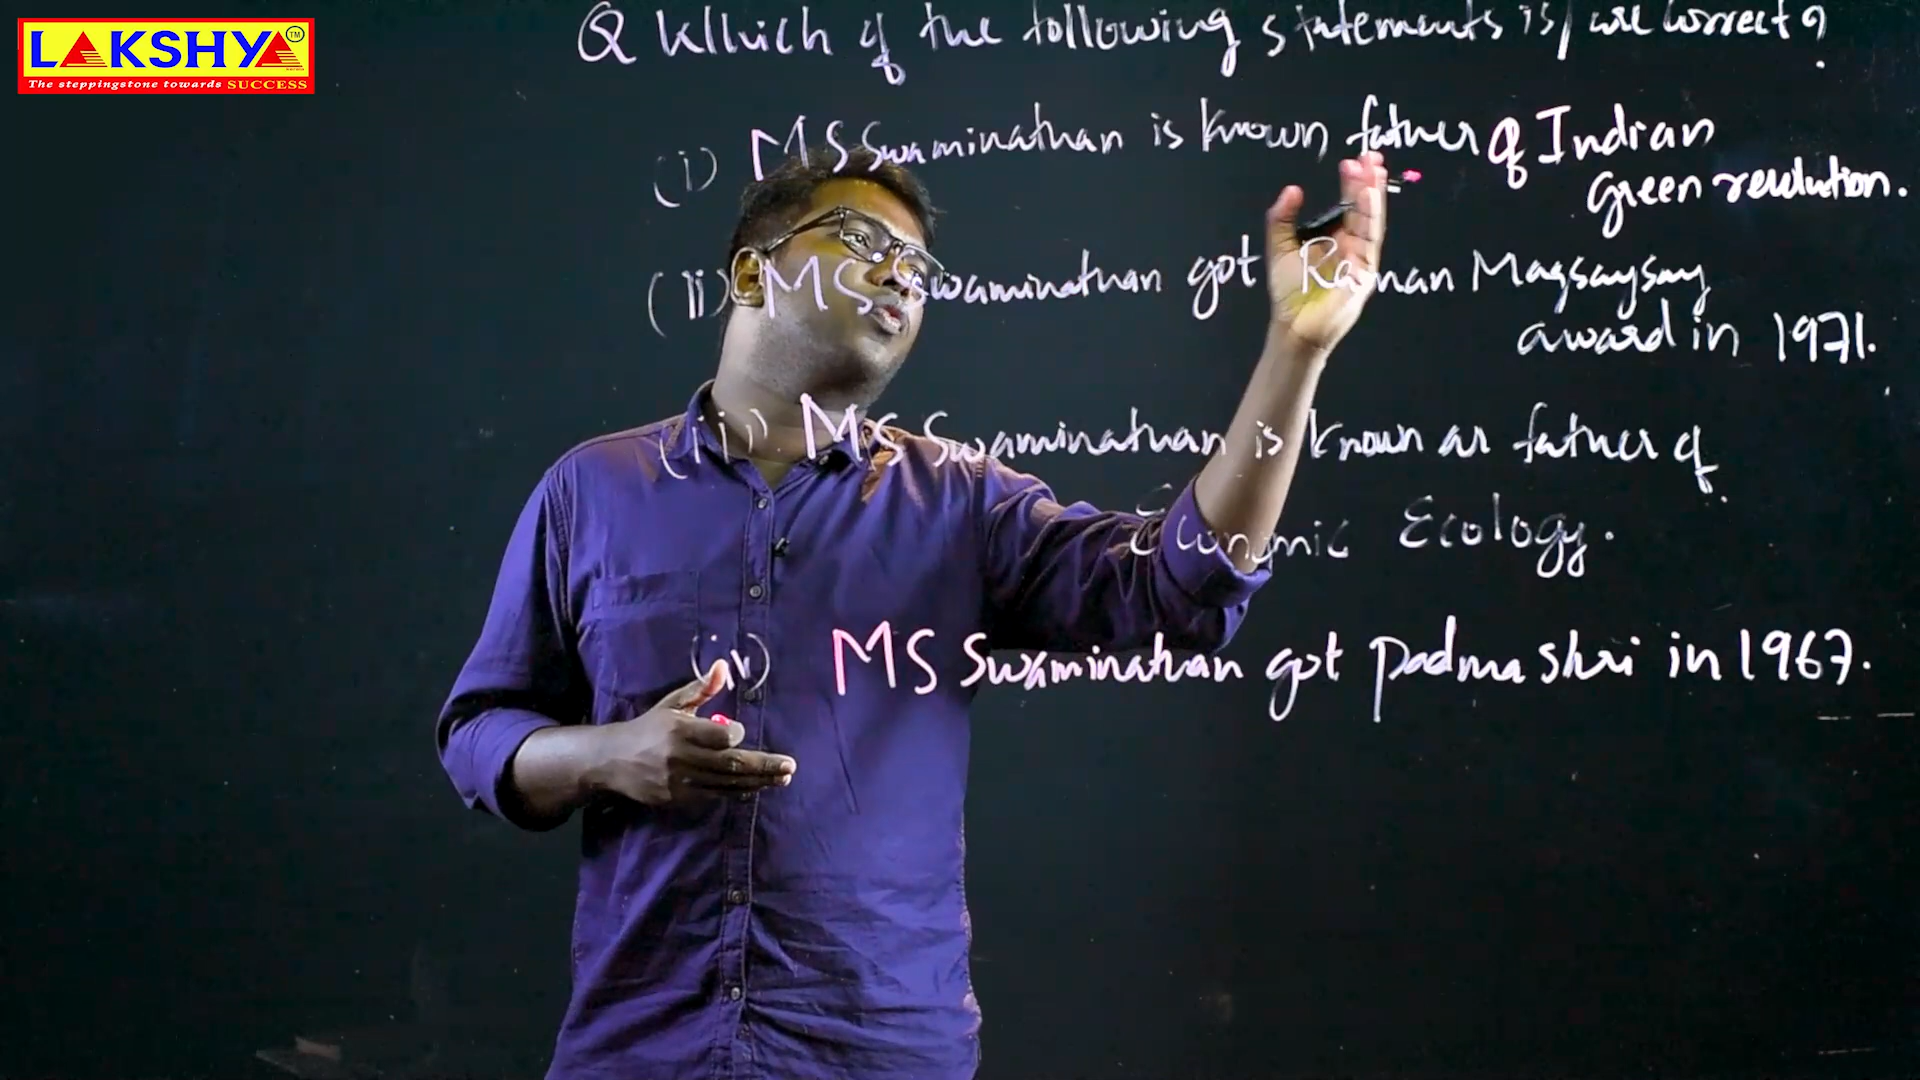 LAKSHYA TM
The steppingstone towards SUCCESS
Q Which of the following statements is/are correct?
(i) MS Swaminathan is known father of Indian
green revolution.
(ii) MS Swaminathan got Raman Magsaysay
award in 1971.
(iii) MS Swaminathan is known as father of
Economic Ecology.
(iv) MS Swaminathan got padma shri in 1967.